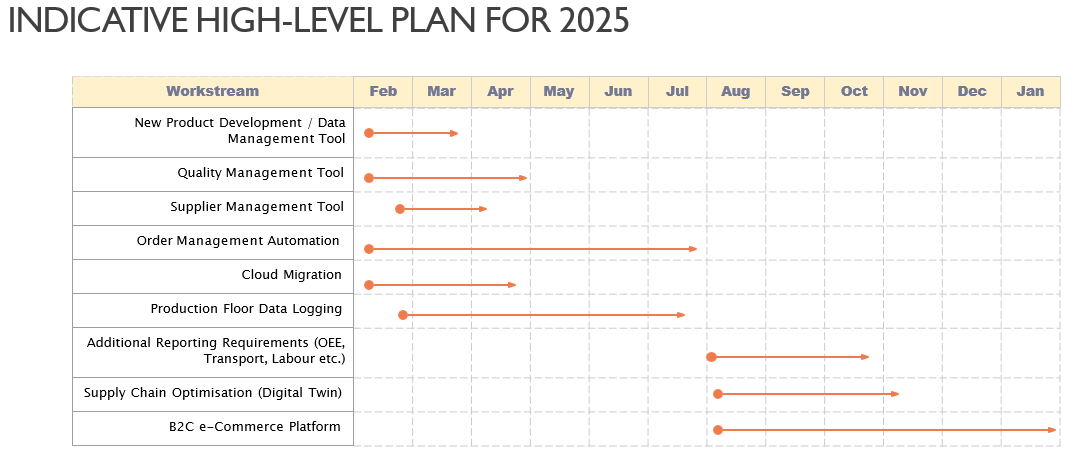 INDICATIVE HIGH-LEVEL PLAN FOR 2025
Workstream Feb Mar Apr May Jun Jul Aug Sep Oct Nov Dec Jan
New Product Development / Data
Management Tool
Quality Management Tool
Supplier Management Tool
Order Management Automation
Cloud Migration
Production Floor Data Logging
Additional Reporting Requirements (OEE,
Transport, Labour etc.)
Supply Chain Optimisation (Digital Twin)
B2C e-Commerce Platform